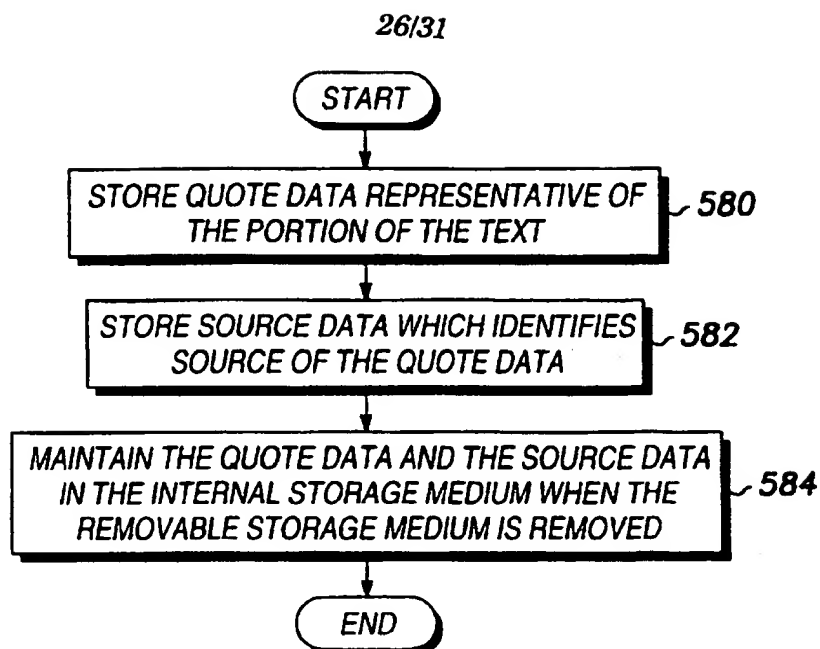 26/31
START
STORE QUOTE DATA REPRESENTATIVE OF
THE PORTION OF THE TEXT
580
STORE SOURCE DATA WHICH IDENTIFIES
SOURCE OF THE QUOTE DATA
582
MAINTAIN THE QUOTE DATA AND THE SOURCE DATA
IN THE INTERNAL STORAGE MEDIUM WHEN THE
REMOVABLE STORAGE MEDIUM IS REMOVED
584
END